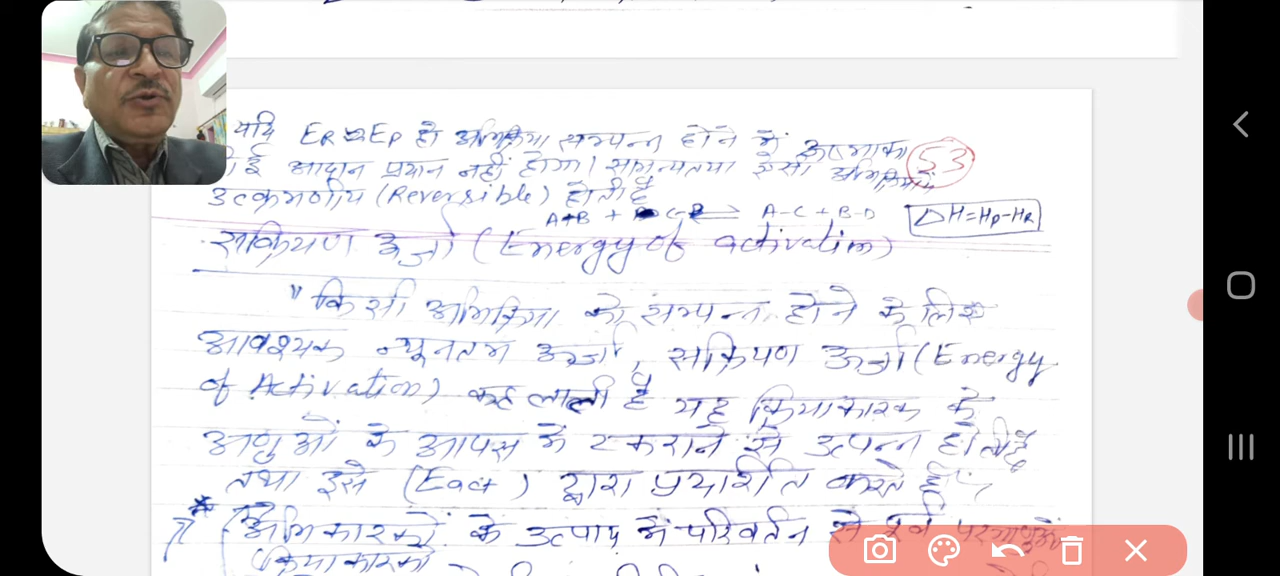 यदि ER ≈ EP हो अभिक्रिया सम्पन्न होने में ऊष्मा का
ई आदान प्रदान नहीं होगा। सामान्यतया ऐसी अभिक्रियायें
53
उत्क्रमणीय (Reversible) होती है
A+B + C-D ⇌ A-C + B-D ΔH=HP-HR
सक्रियण ऊर्जा (Energy of activation)
"किसी अभिक्रिया को सम्पन्न होने के लिए
आवश्यक न्यूनतम ऊर्जा, सक्रियण ऊर्जा (Energy
of Activation) कहलाती है यह क्रियाकारक के
अणुओं के आपस में टकराने से उत्पन्न होती है
तथा इसे (Eact) द्वारा प्रदर्शित करते हैं"
अभिकारकों के उत्पाद में परिवर्तन से पूर्व
(क्रियाकारको